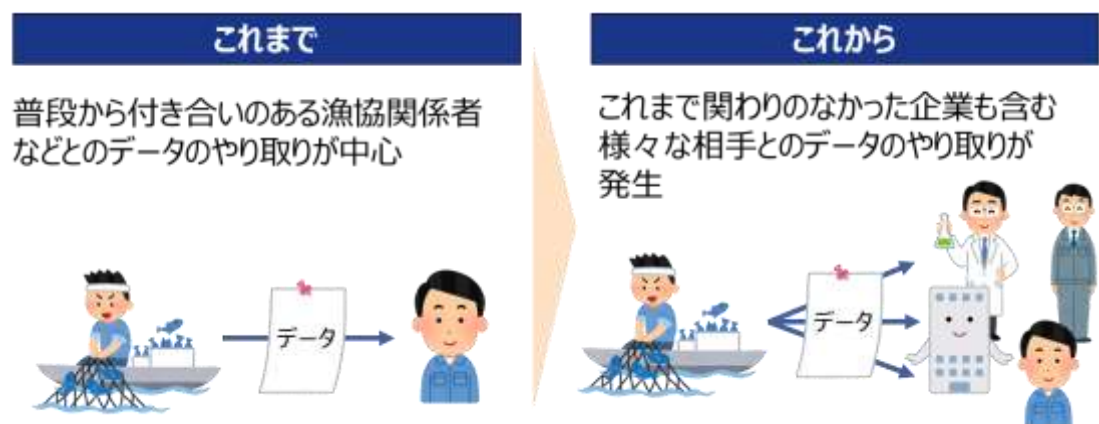 これまで
普段から付き合いのある漁協関係者
などとのデータのやり取りが中心
データ
これから
これまで関わりのなかった企業も含む
様々な相手とのデータのやり取りが
発生
データ